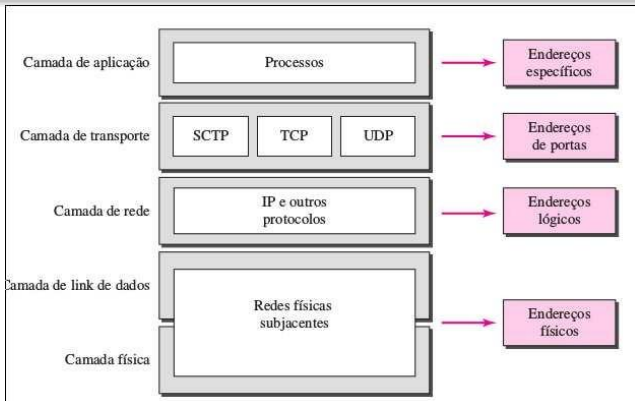 Camada de aplicação
Processos
Endereços
específicos
Camada de transporte
SCTP
TCP
UDP
Endereços
de portas
Camada de rede
IP e outros
protocolos
Endereços
lógicos
Camada de link de dados
Redes físicas
subjacentes
Endereços
físicos
Camada física